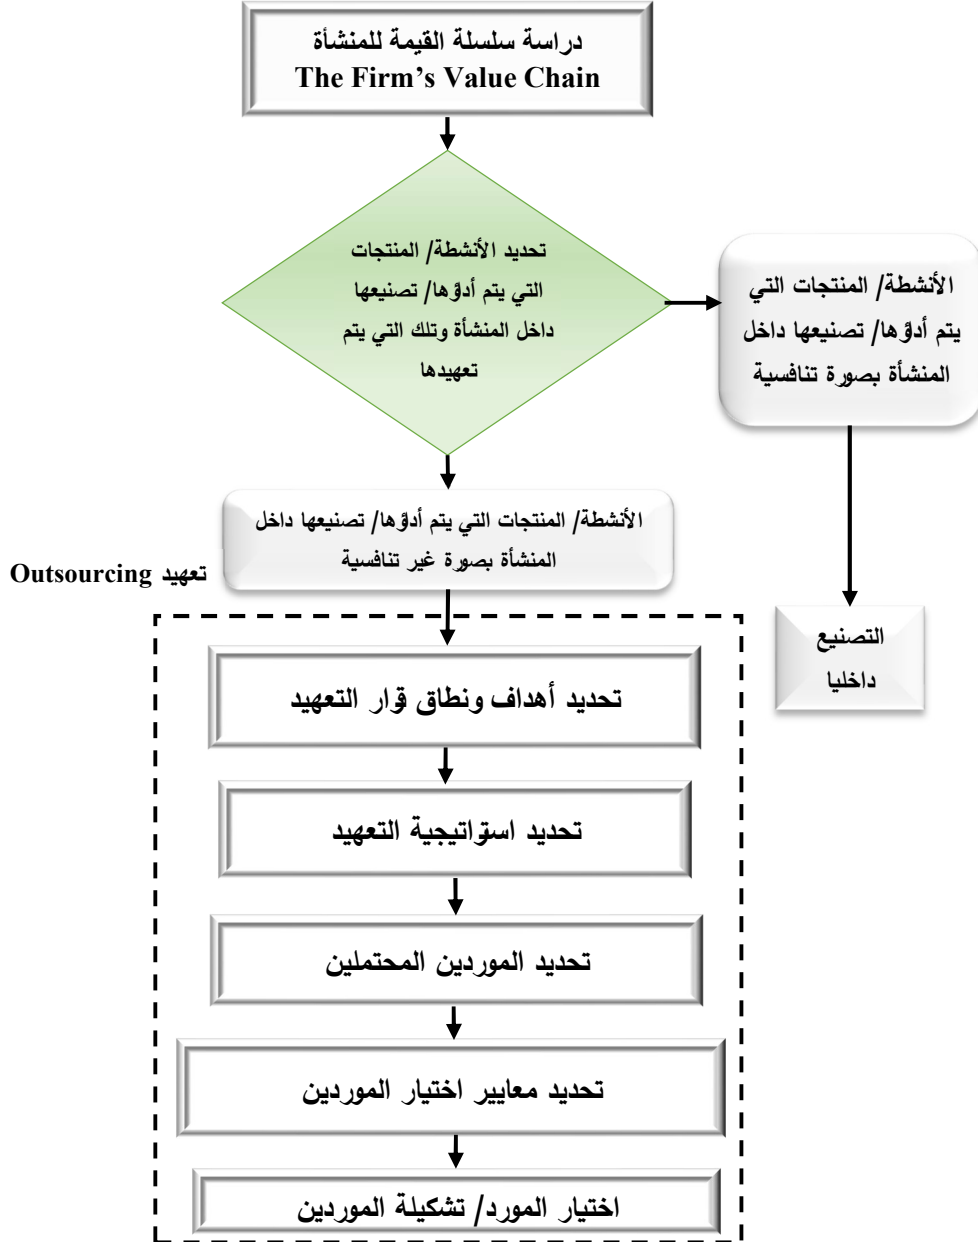 دراسة سلسلة القيمة للمنشأة
The Firm's Value Chain
تحديد الأنشطة/ المنتجات
التي يتم أدؤها/ تصنيعها
داخل المنشأة وتلك التي يتم
تعهيدها
الأنشطة/ المنتجات التي
يتم أدؤها/ تصنيعها داخل
المنشأة بصورة تنافسية
الأنشطة/ المنتجات التي يتم أدؤها/ تصنيعها داخل
المنشأة بصورة غير تنافسية
تعهيد Outsourcing
التصنيع
داخليا
تحديد أهداف ونطاق قرار التعهيد
تحديد استراتيجية التعهيد
تحديد الموردين المحتملين
تحديد معايير اختيار الموردين
اختيار المورد/ تشكيلة الموردين